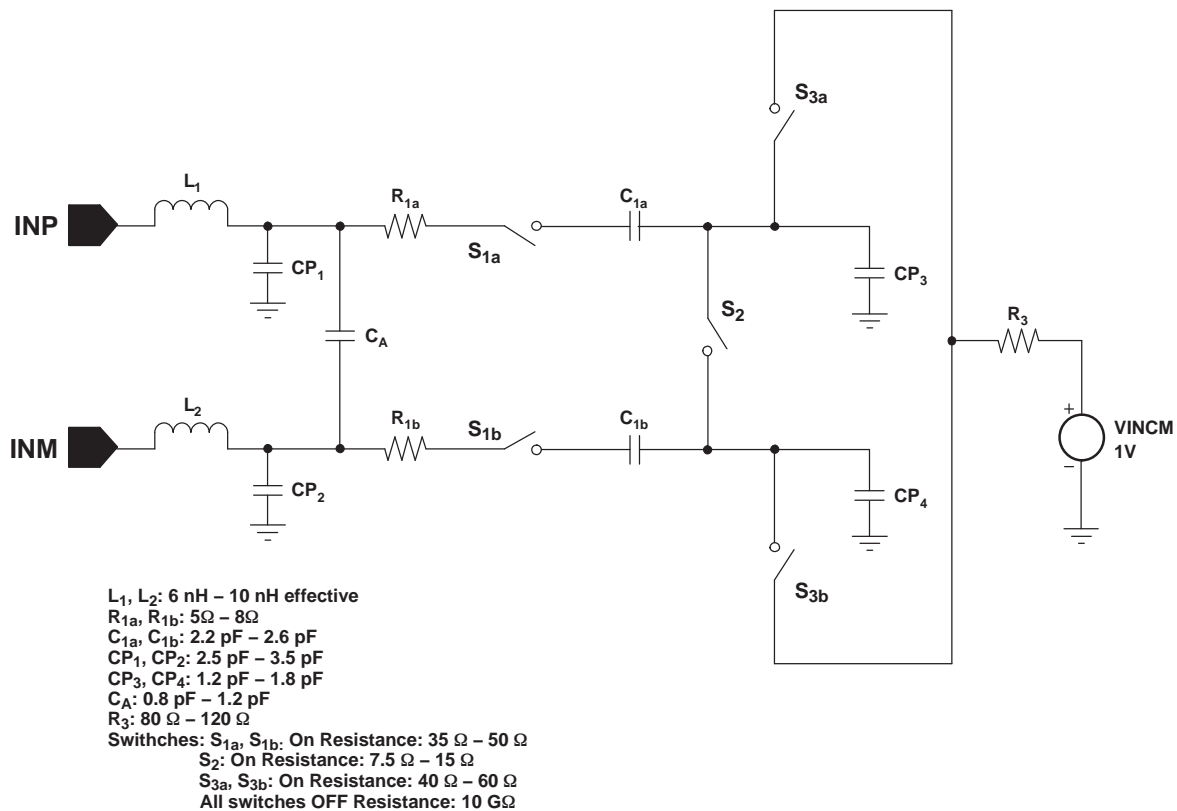 S3a
L1
R1a
C1a
INP
S1a
CP1
CP3
S2
R3
CA
L2
R1b
S1b
C1b
+
VINCM
1V
INM
–
CP2
CP4
S3b
L1, L2: 6 nH – 10 nH effective
R1a, R1b: 5Ω – 8Ω
C1a, C1b: 2.2 pF – 2.6 pF
CP1, CP2: 2.5 pF – 3.5 pF
CP3, CP4: 1.2 pF – 1.8 pF
CA: 0.8 pF – 1.2 pF
R3: 80 Ω – 120 Ω
Swithches: S1a, S1b: On Resistance: 35 Ω – 50 Ω
S2: On Resistance: 7.5 Ω – 15 Ω
S3a, S3b: On Resistance: 40 Ω – 60 Ω
All switches OFF Resistance: 10 GΩ